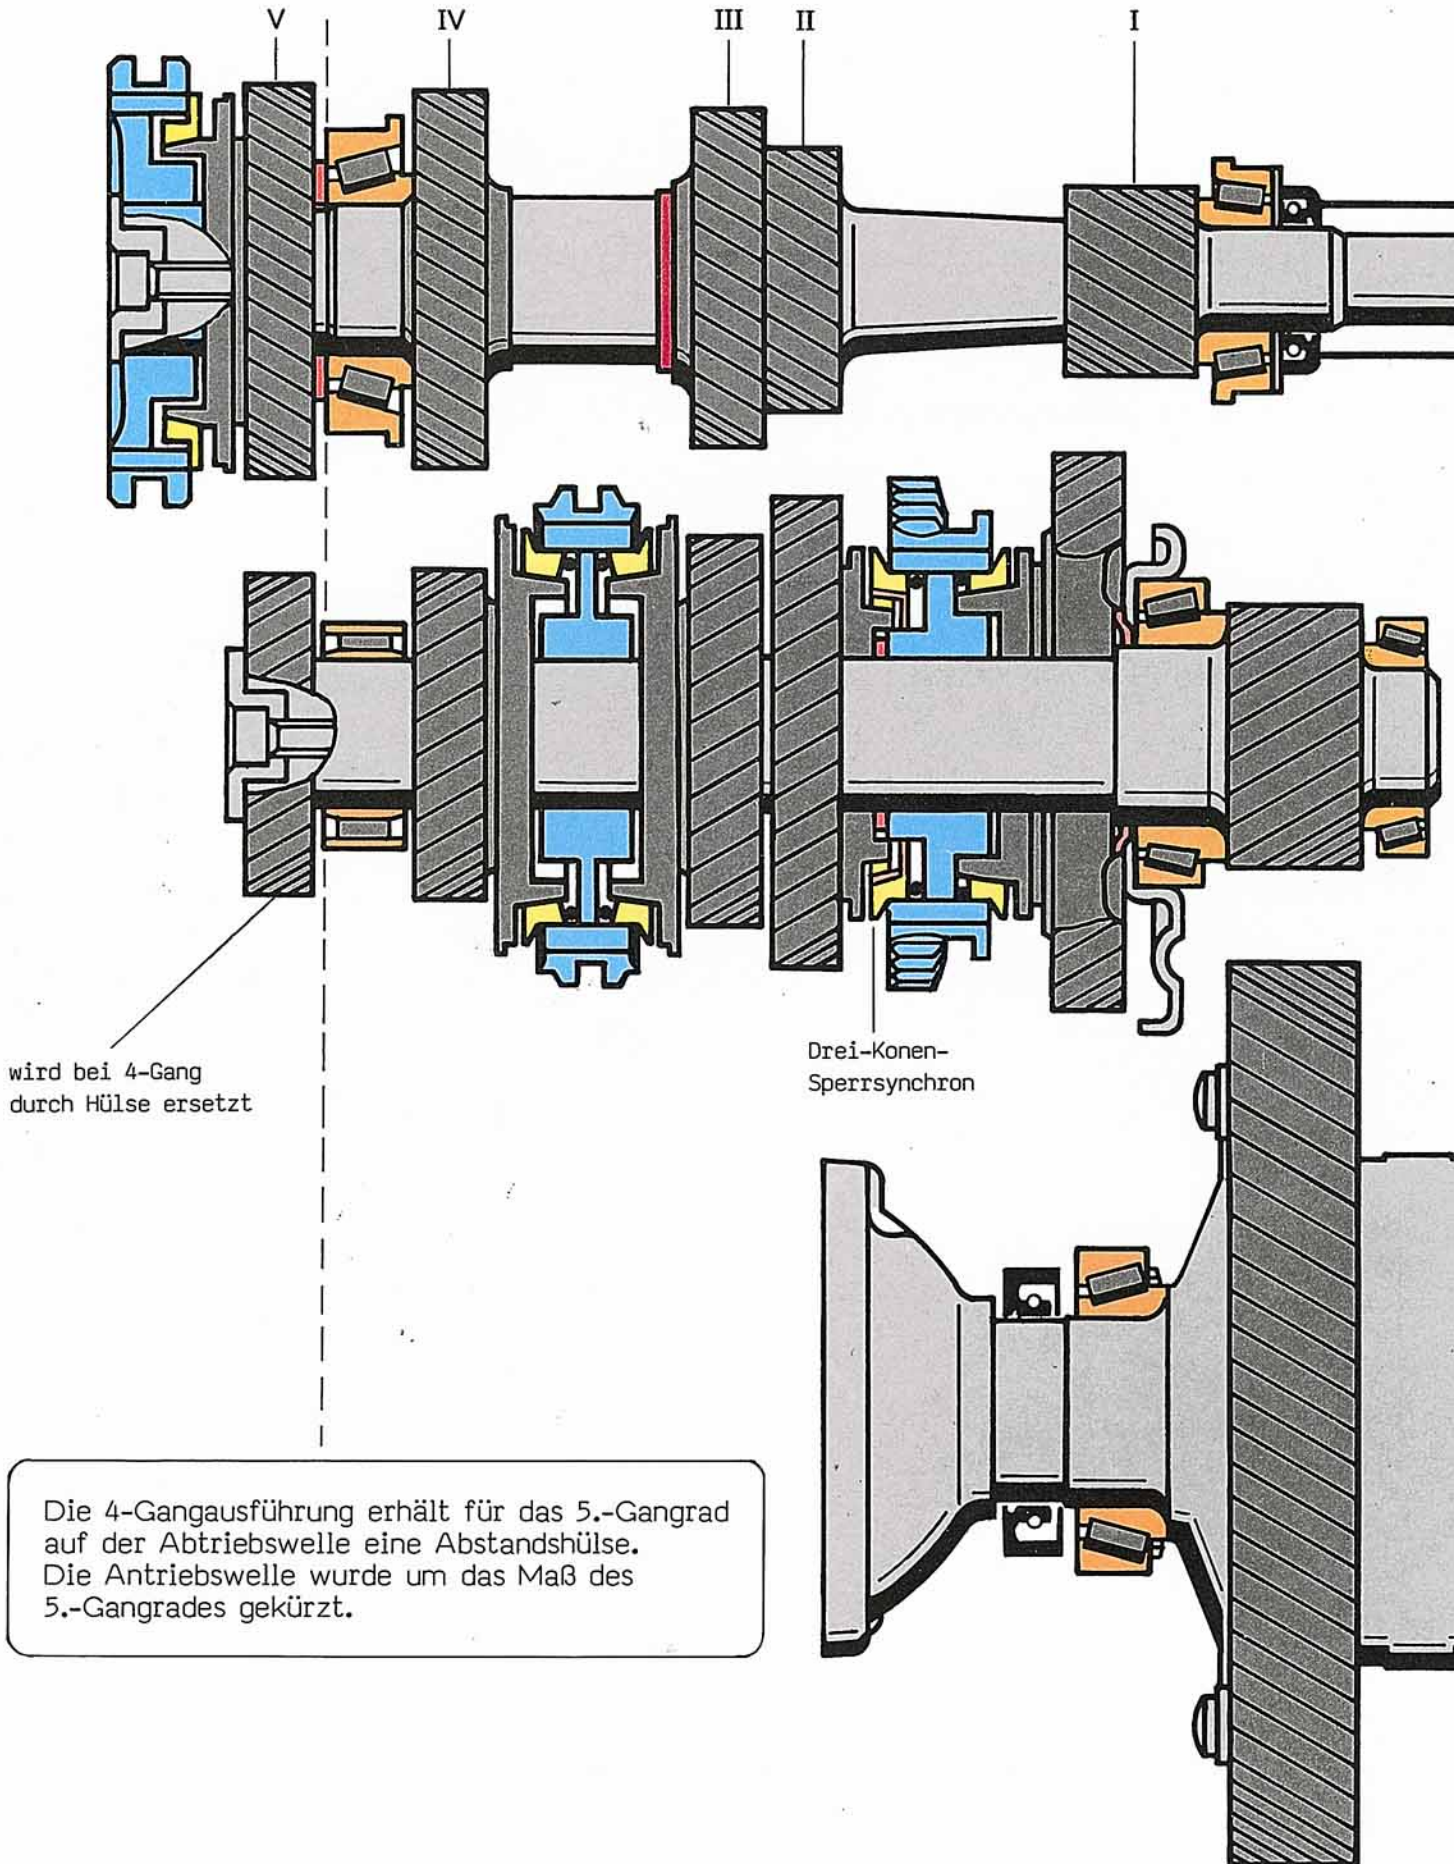 V IV III II I
wird bei 4-Gang
durch Hülse ersetzt
Drei-Konen-
Sperrsynchron
Die 4-Gangausführung erhält für das 5.-Gangrad
auf der Abtriebswelle eine Abstandshülse.
Die Antriebswelle wurde um das Maß des
5.-Gangrades gekürzt.